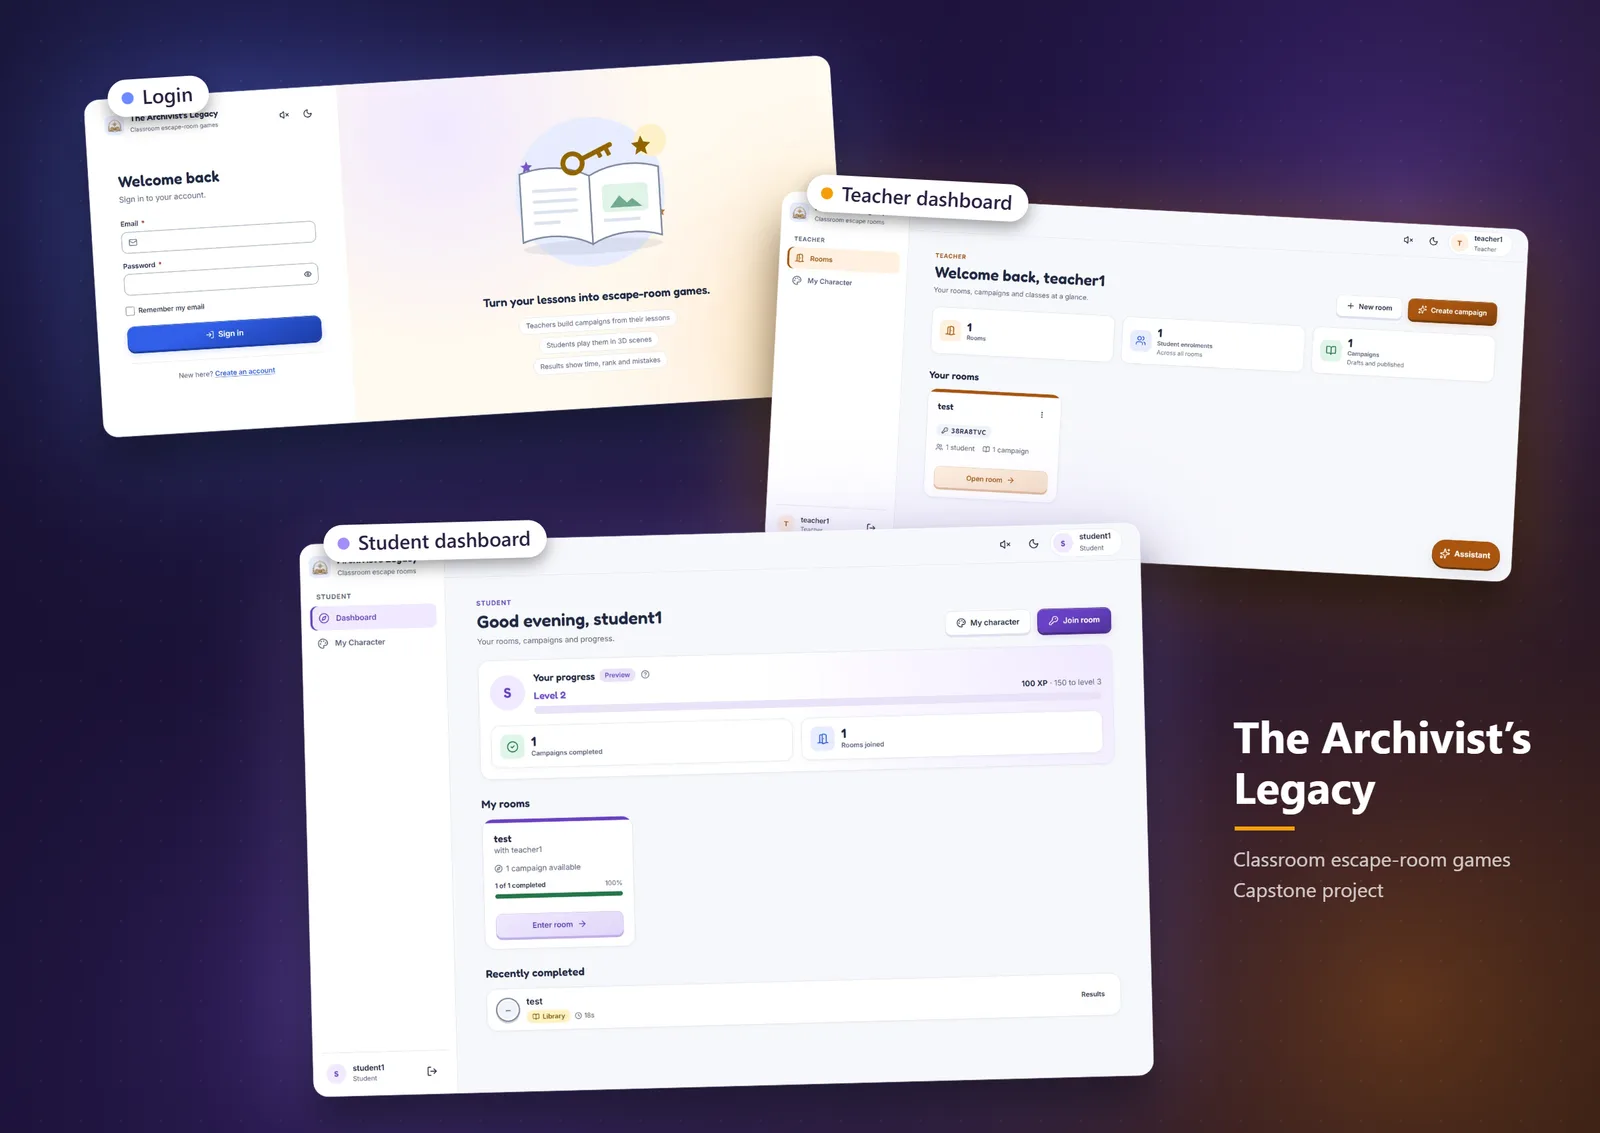 Login
The Archivist's Legacy
Classroom escape-room games
Welcome back
Sign in to your account.
Email *
Password *
Remember my email
Sign in
New here? Create an account
Turn your lessons into escape-room games.
Teachers build campaigns from their lessons
Students play them in 3D scenes
Results show time, rank and mistakes
Teacher dashboard
Classroom escape rooms
TEACHER
Rooms
My Character
T
teacher1
Teacher
TEACHER
Welcome back, teacher1
Your rooms, campaigns and classes at a glance.
New room
Create campaign
1
Rooms
1
Student enrolments
Across all rooms
1
Campaigns
Drafts and published
Your rooms
test
38RA8TVC
1 student
1 campaign
Open room
T
teacher1
Teacher
Assistant
Student dashboard
Classroom escape rooms
STUDENT
Dashboard
My Character
S
student1
Student
STUDENT
Good evening, student1
Your rooms, campaigns and progress.
My character
Join room
S
Your progress
Preview
Level 2
100 XP · 150 to level 3
1
Campaigns completed
1
Rooms joined
My rooms
test
with teacher1
1 campaign available
1 of 1 completed
100%
Enter room
Recently completed
test
Library
18s
Results
S
student1
Student
The Archivist’s
Legacy
Classroom escape-room games
Capstone project